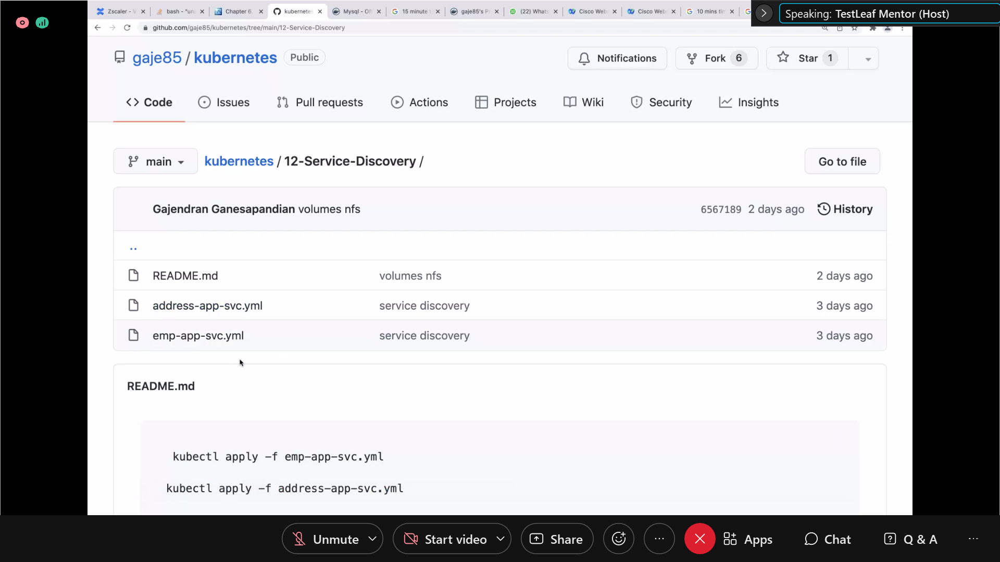 Zscaler - V
bash - "un
Chapter 6.
kubernetes
Mysql - Of
15 minute t
gaje85's P
(22) Whats
Cisco Web
Cisco Web
10 mins tim
Speaking: TestLeaf Mentor (Host)
github.com/gaje85/kubernetes/tree/main/12-Service-Discovery
gaje85 / kubernetes Public
Notifications
Fork 6
Star 1
<> Code
Issues
Pull requests
Actions
Projects
Wiki
Security
Insights
main
kubernetes / 12-Service-Discovery /
Go to file
Gajendran Ganesapandian volumes nfs
6567189 2 days ago History
..
README.md volumes nfs 2 days ago
address-app-svc.yml service discovery 3 days ago
emp-app-svc.yml service discovery 3 days ago
README.md
kubectl apply -f emp-app-svc.yml
kubectl apply -f address-app-svc.yml
Unmute
Start video
Share
Apps
Chat
Q & A